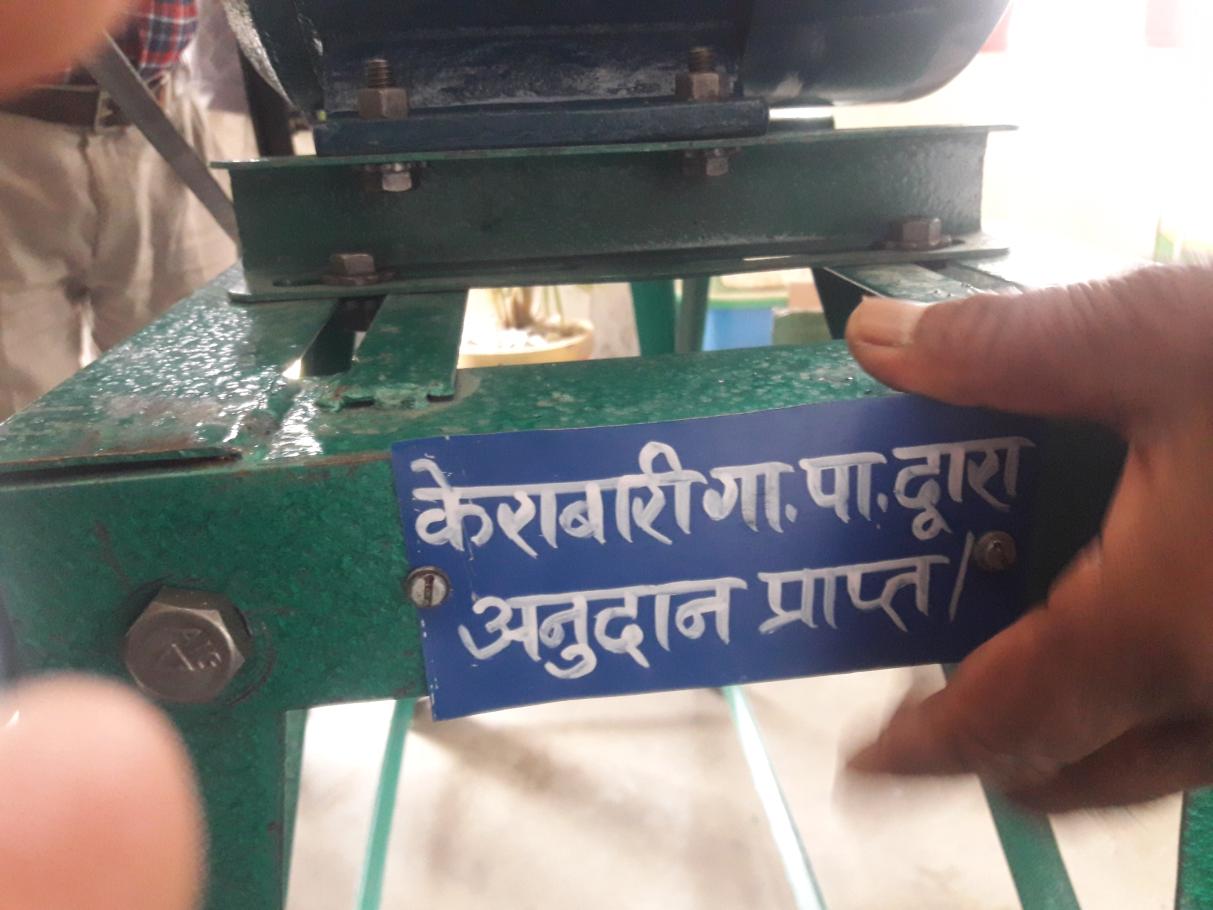 केराबारी गा. पा. द्वारा
अनुदान प्राप्त /